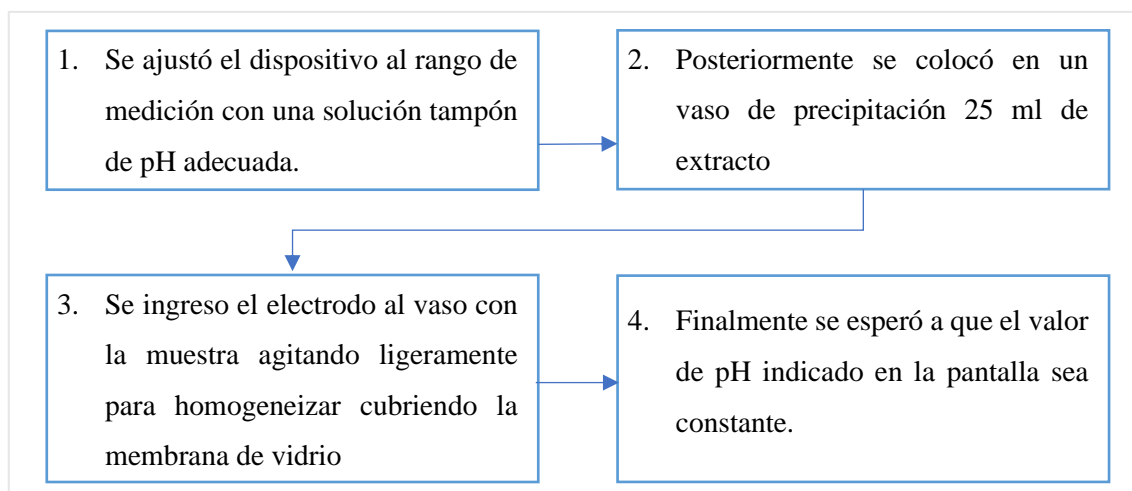 1. Se ajustó el dispositivo al rango de
medición con una solución tampón
de pH adecuada.
2. Posteriormente se colocó en un
vaso de precipitación 25 ml de
extracto
3. Se ingreso el electrodo al vaso con
la muestra agitando ligeramente
para homogeneizar cubriendo la
membrana de vidrio
4. Finalmente se esperó a que el valor
de pH indicado en la pantalla sea
constante.